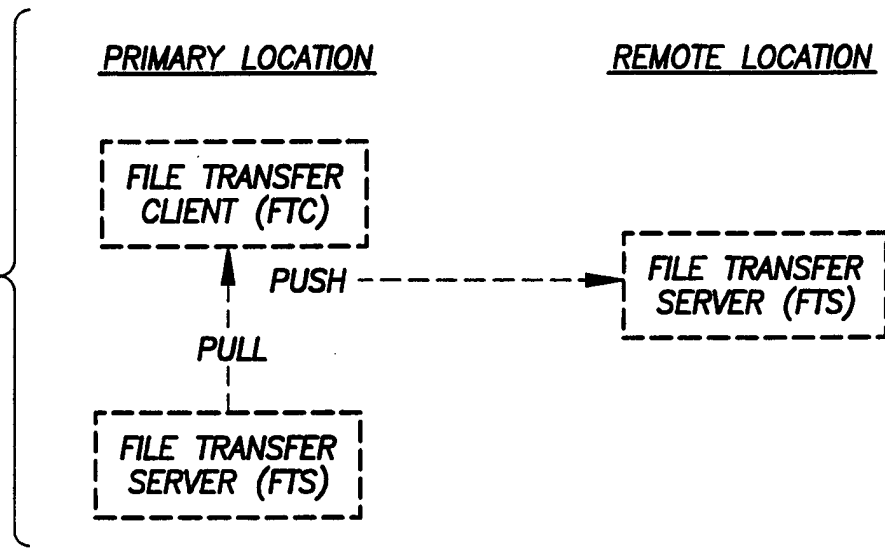 PRIMARY LOCATION
REMOTE LOCATION
FILE TRANSFER
CLIENT (FTC)
PUSH
FILE TRANSFER
SERVER (FTS)
PULL
FILE TRANSFER
SERVER (FTS)